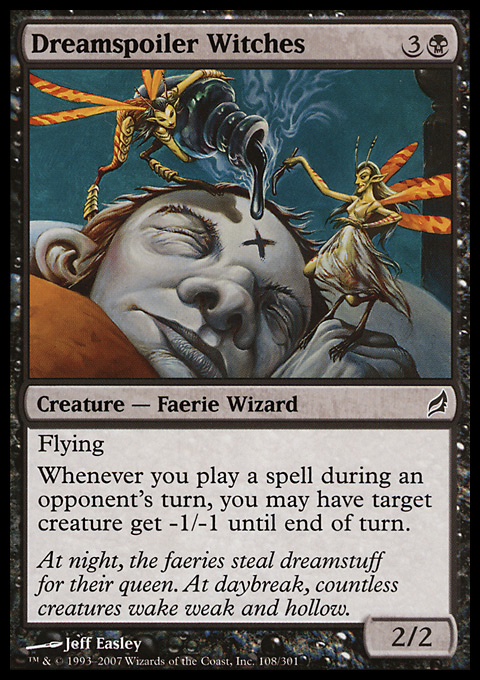 Dreamspoiler Witches 3
Creature — Faerie Wizard
Flying
Whenever you play a spell during an
opponent's turn, you may have target
creature get -1/-1 until end of turn.
At night, the faeries steal dreamstuff
for their queen. At daybreak, countless
creatures wake weak and hollow.
Jeff Easley
2/2
™ & © 1993–2007 Wizards of the Coast, Inc. 108/301